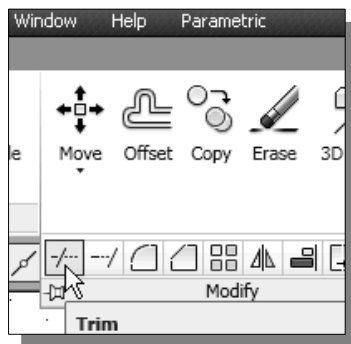 Window Help Parametric
le Move Offset Copy Erase 3D
Modify
Trim